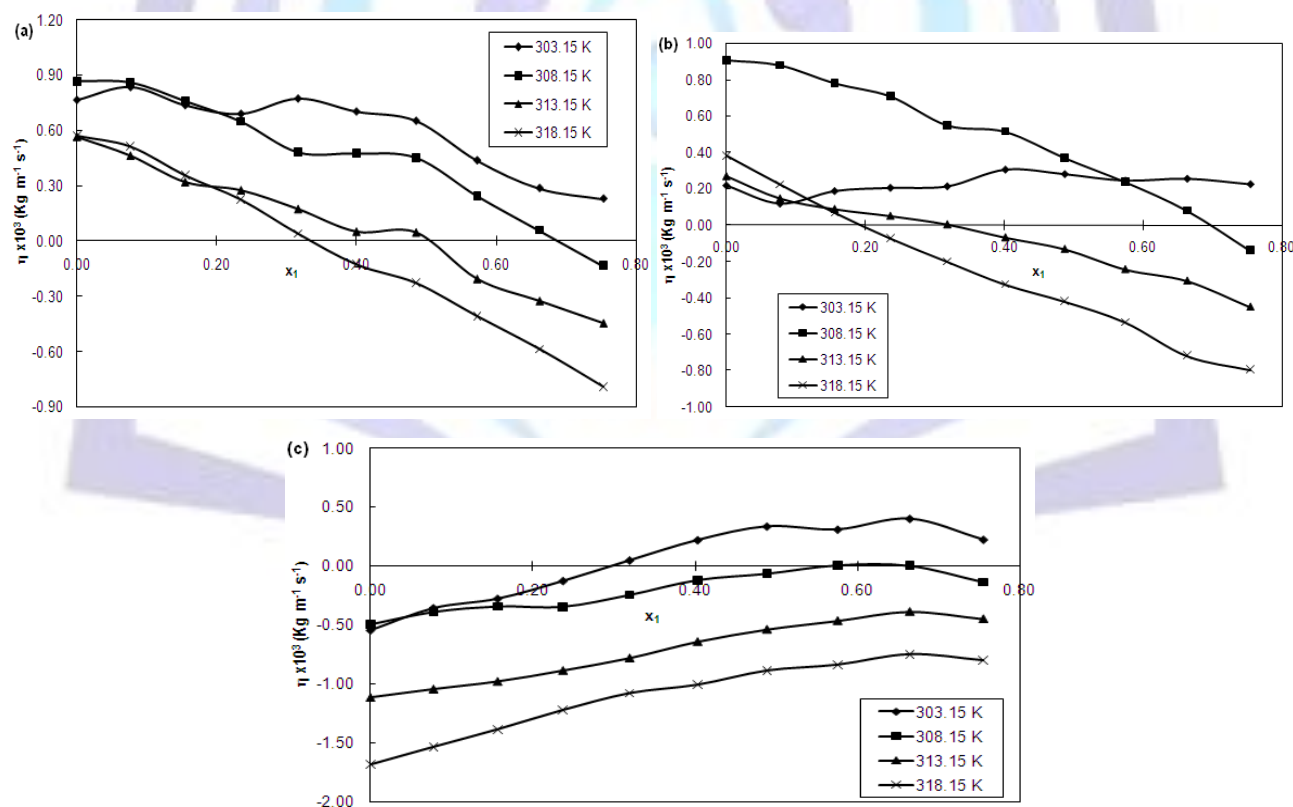 (a)
1.20
0.90
0.60
0.30
0.00
-0.30
-0.60
-0.90
η x10³ (Kg m⁻¹ s⁻¹)
0.00 0.20 0.40 0.60 0.80
x₁
303.15 K
308.15 K
313.15 K
318.15 K
(b)
1.00
0.80
0.60
0.40
0.20
0.00
-0.20
-0.40
-0.60
-0.80
-1.00
η x10³ (Kg m⁻¹ s⁻¹)
0.00 0.20 0.40 0.60 0.80
x₁
303.15 K
308.15 K
313.15 K
318.15 K
(c)
1.00
0.50
0.00
-0.50
-1.00
-1.50
-2.00
η x10³ (Kg m⁻¹ s⁻¹)
0.00 0.20 0.40 0.60 0.80
x₁
303.15 K
308.15 K
313.15 K
318.15 K